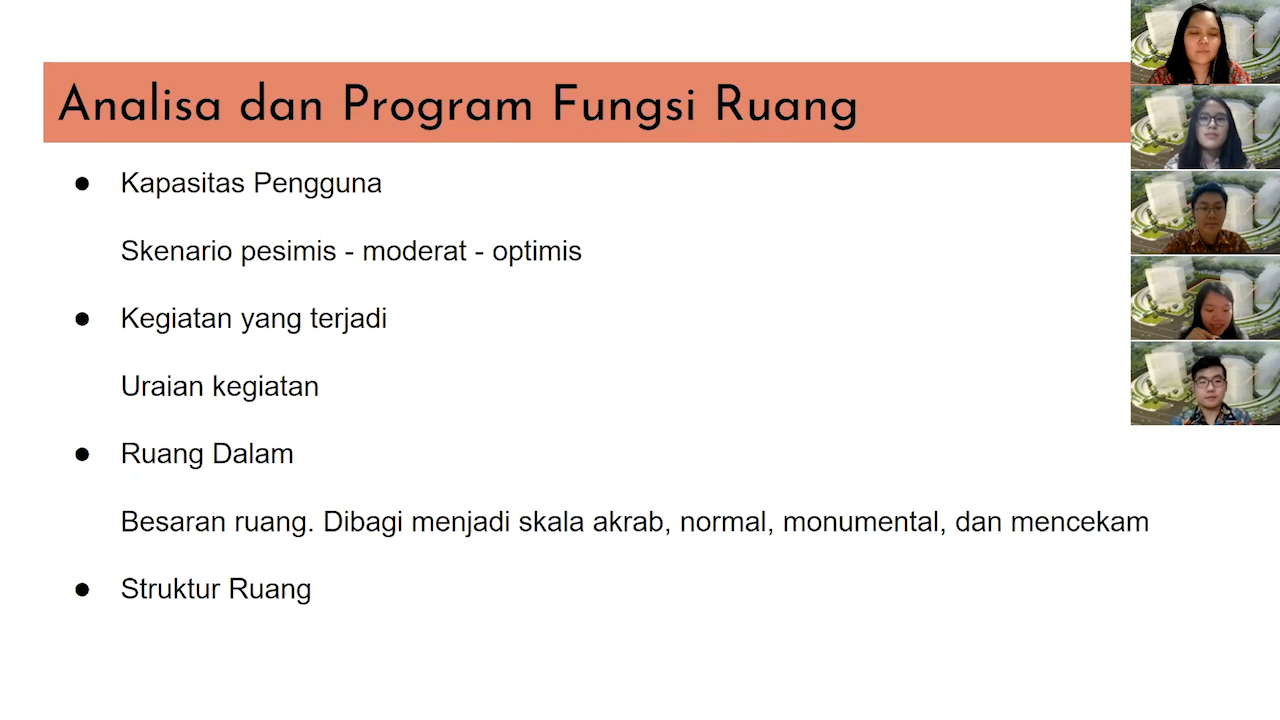 Analisa dan Program Fungsi Ruang
● Kapasitas Pengguna
Skenario pesimis - moderat - optimis
● Kegiatan yang terjadi
Uraian kegiatan
● Ruang Dalam
Besaran ruang. Dibagi menjadi skala akrab, normal, monumental, dan mencekam
● Struktur Ruang